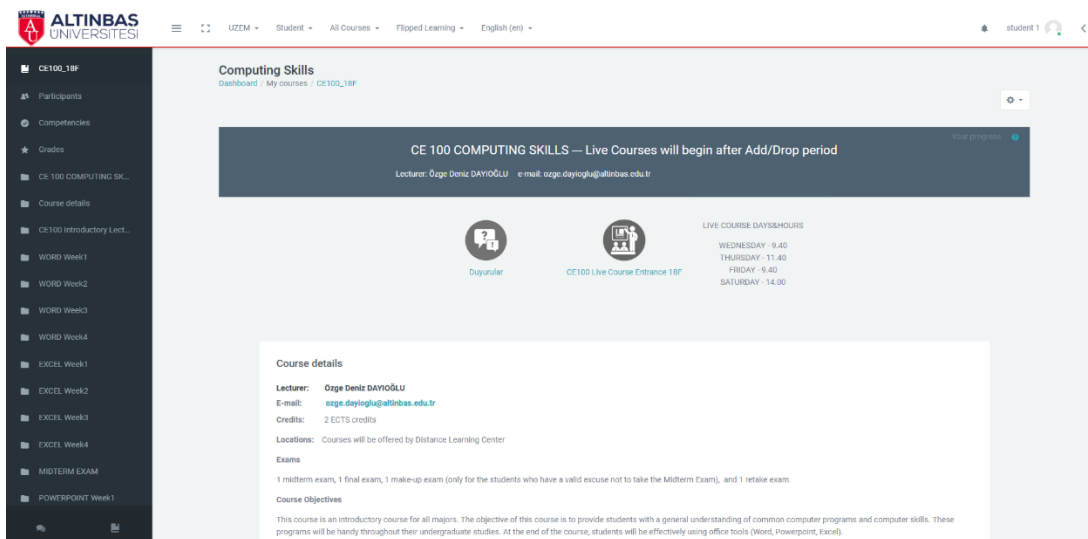 ALTINBAS
UNIVERSITESI
UZEM
Student
All Courses
Flipped Learning
English (en)
student 1
CE100_18F
Participants
Competencies
Grades
CE 100 COMPUTING SK...
Course details
CE100 Introductory Lect...
WORD Week1
WORD Week2
WORD Week3
WORD Week4
EXCEL Week1
EXCEL Week2
EXCEL Week3
EXCEL Week4
MIDTERM EXAM
POWERPOINT Week1
Computing Skills
Dashboard / My courses / CE100_18F
Your progress
CE 100 COMPUTING SKILLS --- Live Courses will begin after Add/Drop period
Lecturer: Özge Deniz DAYIOĞLU e-mail: ozge.dayioglu@altinbas.edu.tr
Duyurular
CE100 Live Course Entrance 18F
LIVE COURSE DAYS&HOURS
WEDNESDAY - 9.40
THURSDAY - 11.40
FRIDAY - 9.40
SATURDAY - 14.00
Course details
Lecturer: Özge Deniz DAYIOĞLU
E-mail: ozge.dayioglu@altinbas.edu.tr
Credits: 2 ECTS credits
Locations: Courses will be offered by Distance Learning Center
Exams
1 midterm exam, 1 final exam, 1 make-up exam (only for the students who have a valid excuse not to take the Midterm Exam), and 1 retake exam.
Course Objectives
This course is an introductory course for all majors. The objective of this course is to provide students with a general understanding of common computer programs and computer skills. These
programs will be handy throughout their undergraduate studies. At the end of the course, students will be effectively using office tools (Word, Powerpoint, Excel).